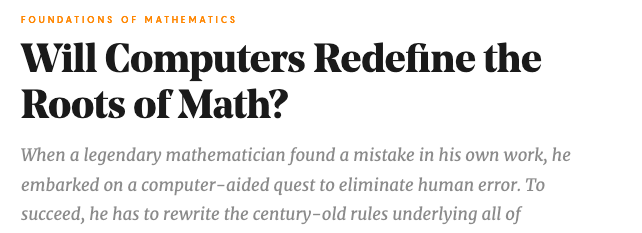 FOUNDATIONS OF MATHEMATICS
Will Computers Redefine the
Roots of Math?
When a legendary mathematician found a mistake in his own work, he
embarked on a computer-aided quest to eliminate human error. To
succeed, he has to rewrite the century-old rules underlying all of